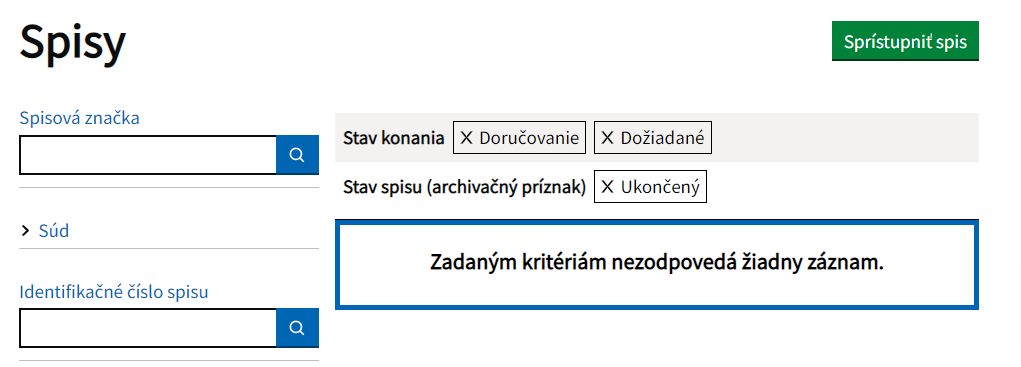 Spisy
Sprístupniť spis
Spisová značka
Súd
Identifikačné číslo spisu
Stav konania X Doručovanie X Dožiadané
Stav spisu (archivačný príznak) X Ukončený
Zadaným kritériám nezodpovedá žiadny záznam.